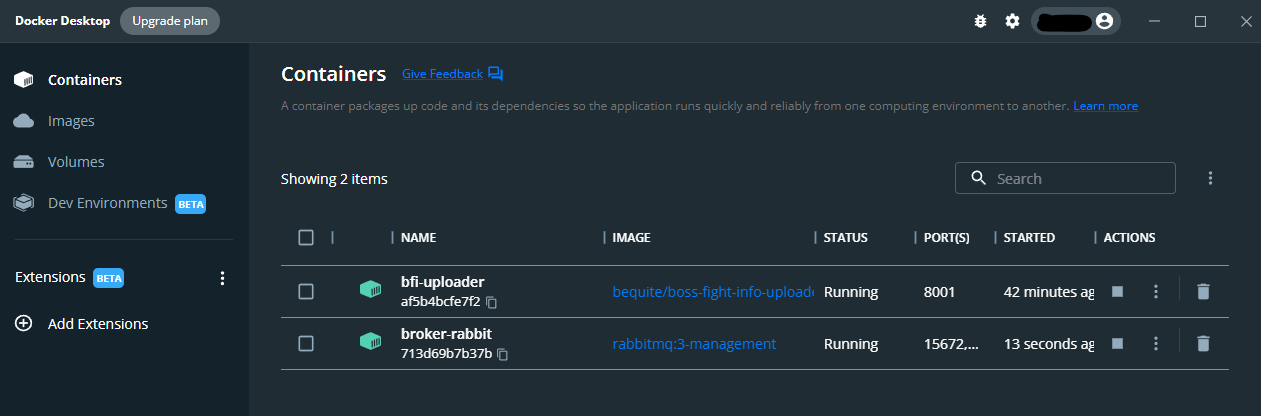 Docker Desktop Upgrade plan
Containers
Images
Volumes
Dev Environments BETA
Extensions BETA
Add Extensions
Containers Give Feedback
A container packages up code and its dependencies so the application runs quickly and reliably from one computing environment to another. Learn more
Showing 2 items
Search
NAME IMAGE STATUS PORT(S) STARTED ACTIONS
bfi-uploader
af5b4bcfe7f2
bequite/boss-fight-info-uploade Running 8001 42 minutes ag
broker-rabbit
713d69b7b37b
rabbitmq:3-management Running 15672,... 13 seconds ag